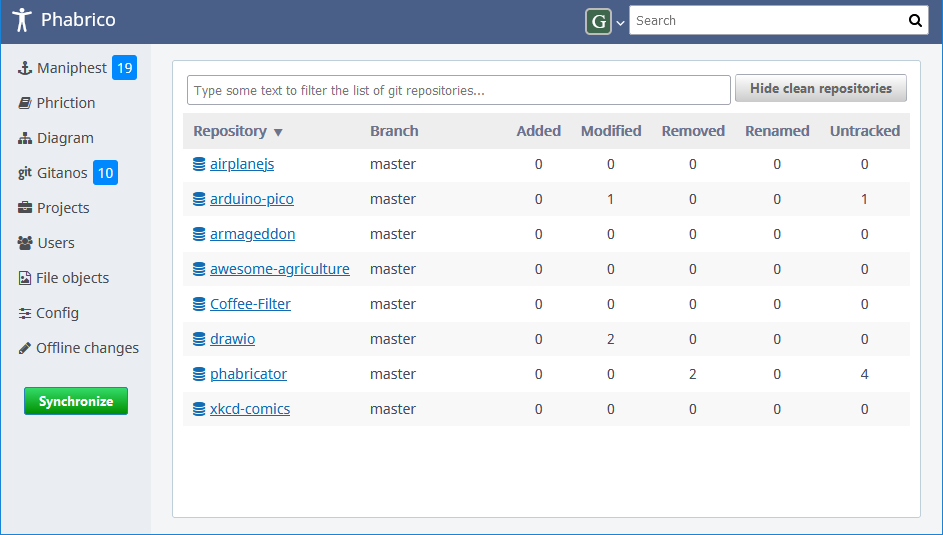 Phabrico
G
Search
Maniphest 19
Phriction
Diagram
git Gitanos 10
Projects
Users
File objects
Config
Offline changes
Synchronize
Type some text to filter the list of git repositories...
Hide clean repositories
Repository ▼ Branch Added Modified Removed Renamed Untracked
airplanejs master 0 0 0 0 0
arduino-pico master 0 1 0 0 1
armageddon master 0 0 0 0 0
awesome-agriculture master 0 0 0 0 0
Coffee-Filter master 0 0 0 0 0
drawio master 0 2 0 0 0
phabricator master 0 0 2 0 4
xkcd-comics master 0 0 0 0 0